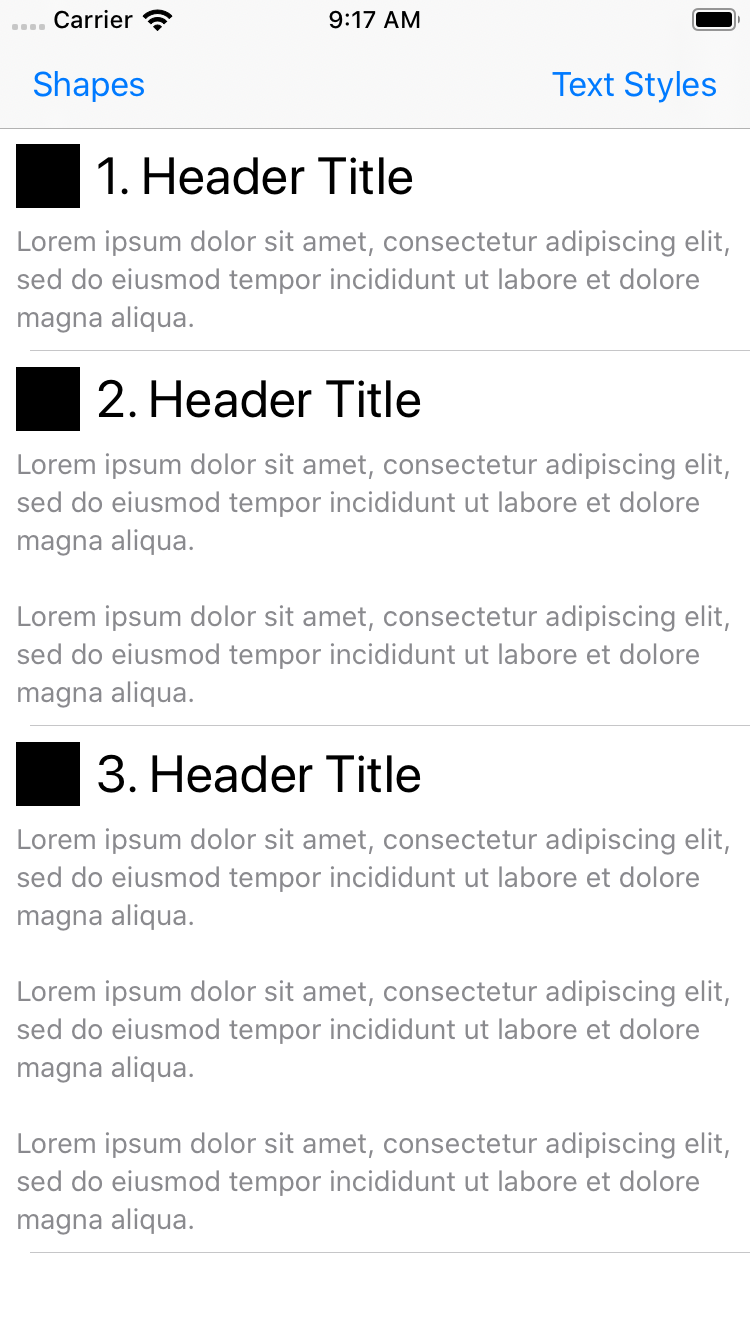 Carrier 9:17 AM
Shapes Text Styles
1. Header Title
Lorem ipsum dolor sit amet, consectetur adipiscing elit,
sed do eiusmod tempor incididunt ut labore et dolore
magna aliqua.
2. Header Title
Lorem ipsum dolor sit amet, consectetur adipiscing elit,
sed do eiusmod tempor incididunt ut labore et dolore
magna aliqua.
Lorem ipsum dolor sit amet, consectetur adipiscing elit,
sed do eiusmod tempor incididunt ut labore et dolore
magna aliqua.
3. Header Title
Lorem ipsum dolor sit amet, consectetur adipiscing elit,
sed do eiusmod tempor incididunt ut labore et dolore
magna aliqua.
Lorem ipsum dolor sit amet, consectetur adipiscing elit,
sed do eiusmod tempor incididunt ut labore et dolore
magna aliqua.
Lorem ipsum dolor sit amet, consectetur adipiscing elit,
sed do eiusmod tempor incididunt ut labore et dolore
magna aliqua.